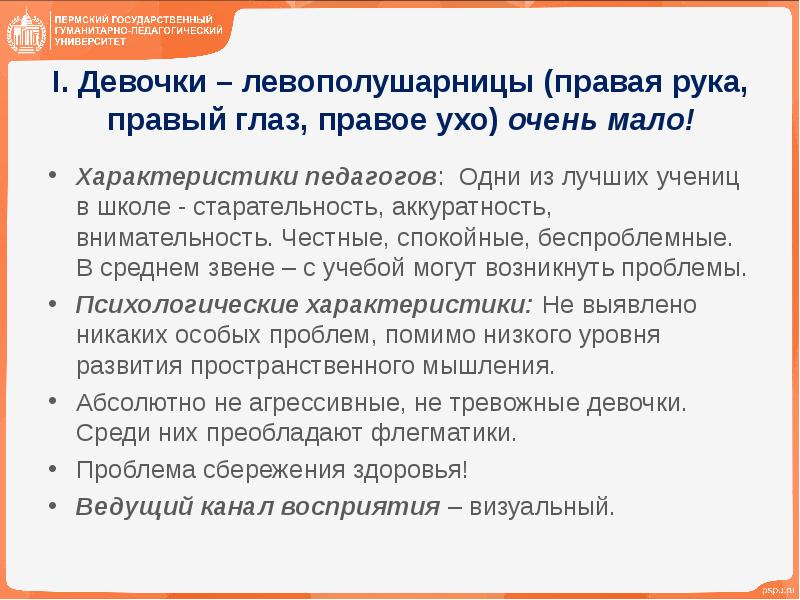 ПЕРМСКИЙ ГОСУДАРСТВЕННЫЙ
ГУМАНИТАРНО-ПЕДАГОГИЧЕСКИЙ
УНИВЕРСИТЕТ
I. Девочки – левополушарницы (правая рука,
правый глаз, правое ухо) очень мало!
• Характеристики педагогов:  Одни из лучших учениц
в школе - старательность, аккуратность,
внимательность. Честные, спокойные, беспроблемные.
В среднем звене – с учебой могут возникнуть проблемы.
• Психологические характеристики: Не выявлено
никаких особых проблем, помимо низкого уровня
развития пространственного мышления.
• Абсолютно не агрессивные, не тревожные девочки.
Среди них преобладают флегматики.
• Проблема сбережения здоровья!
• Ведущий канал восприятия – визуальный.
pspu.ru